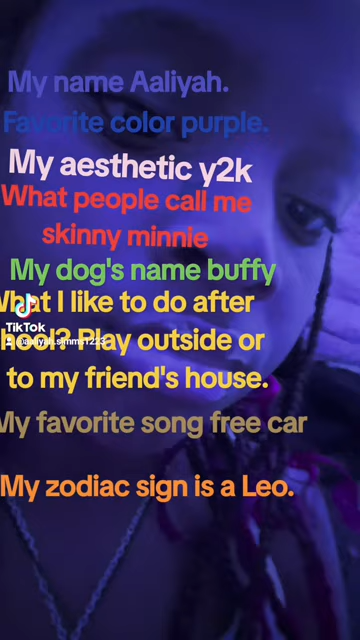 My name Aaliyah.
Favorite color purple.
My aesthetic y2k
What people call me
skinny minnie
My dog's name buffy
What I like to do after
hool? Play outside or
to my friend's house.
My favorite song free car
My zodiac sign is a Leo.
TikTok